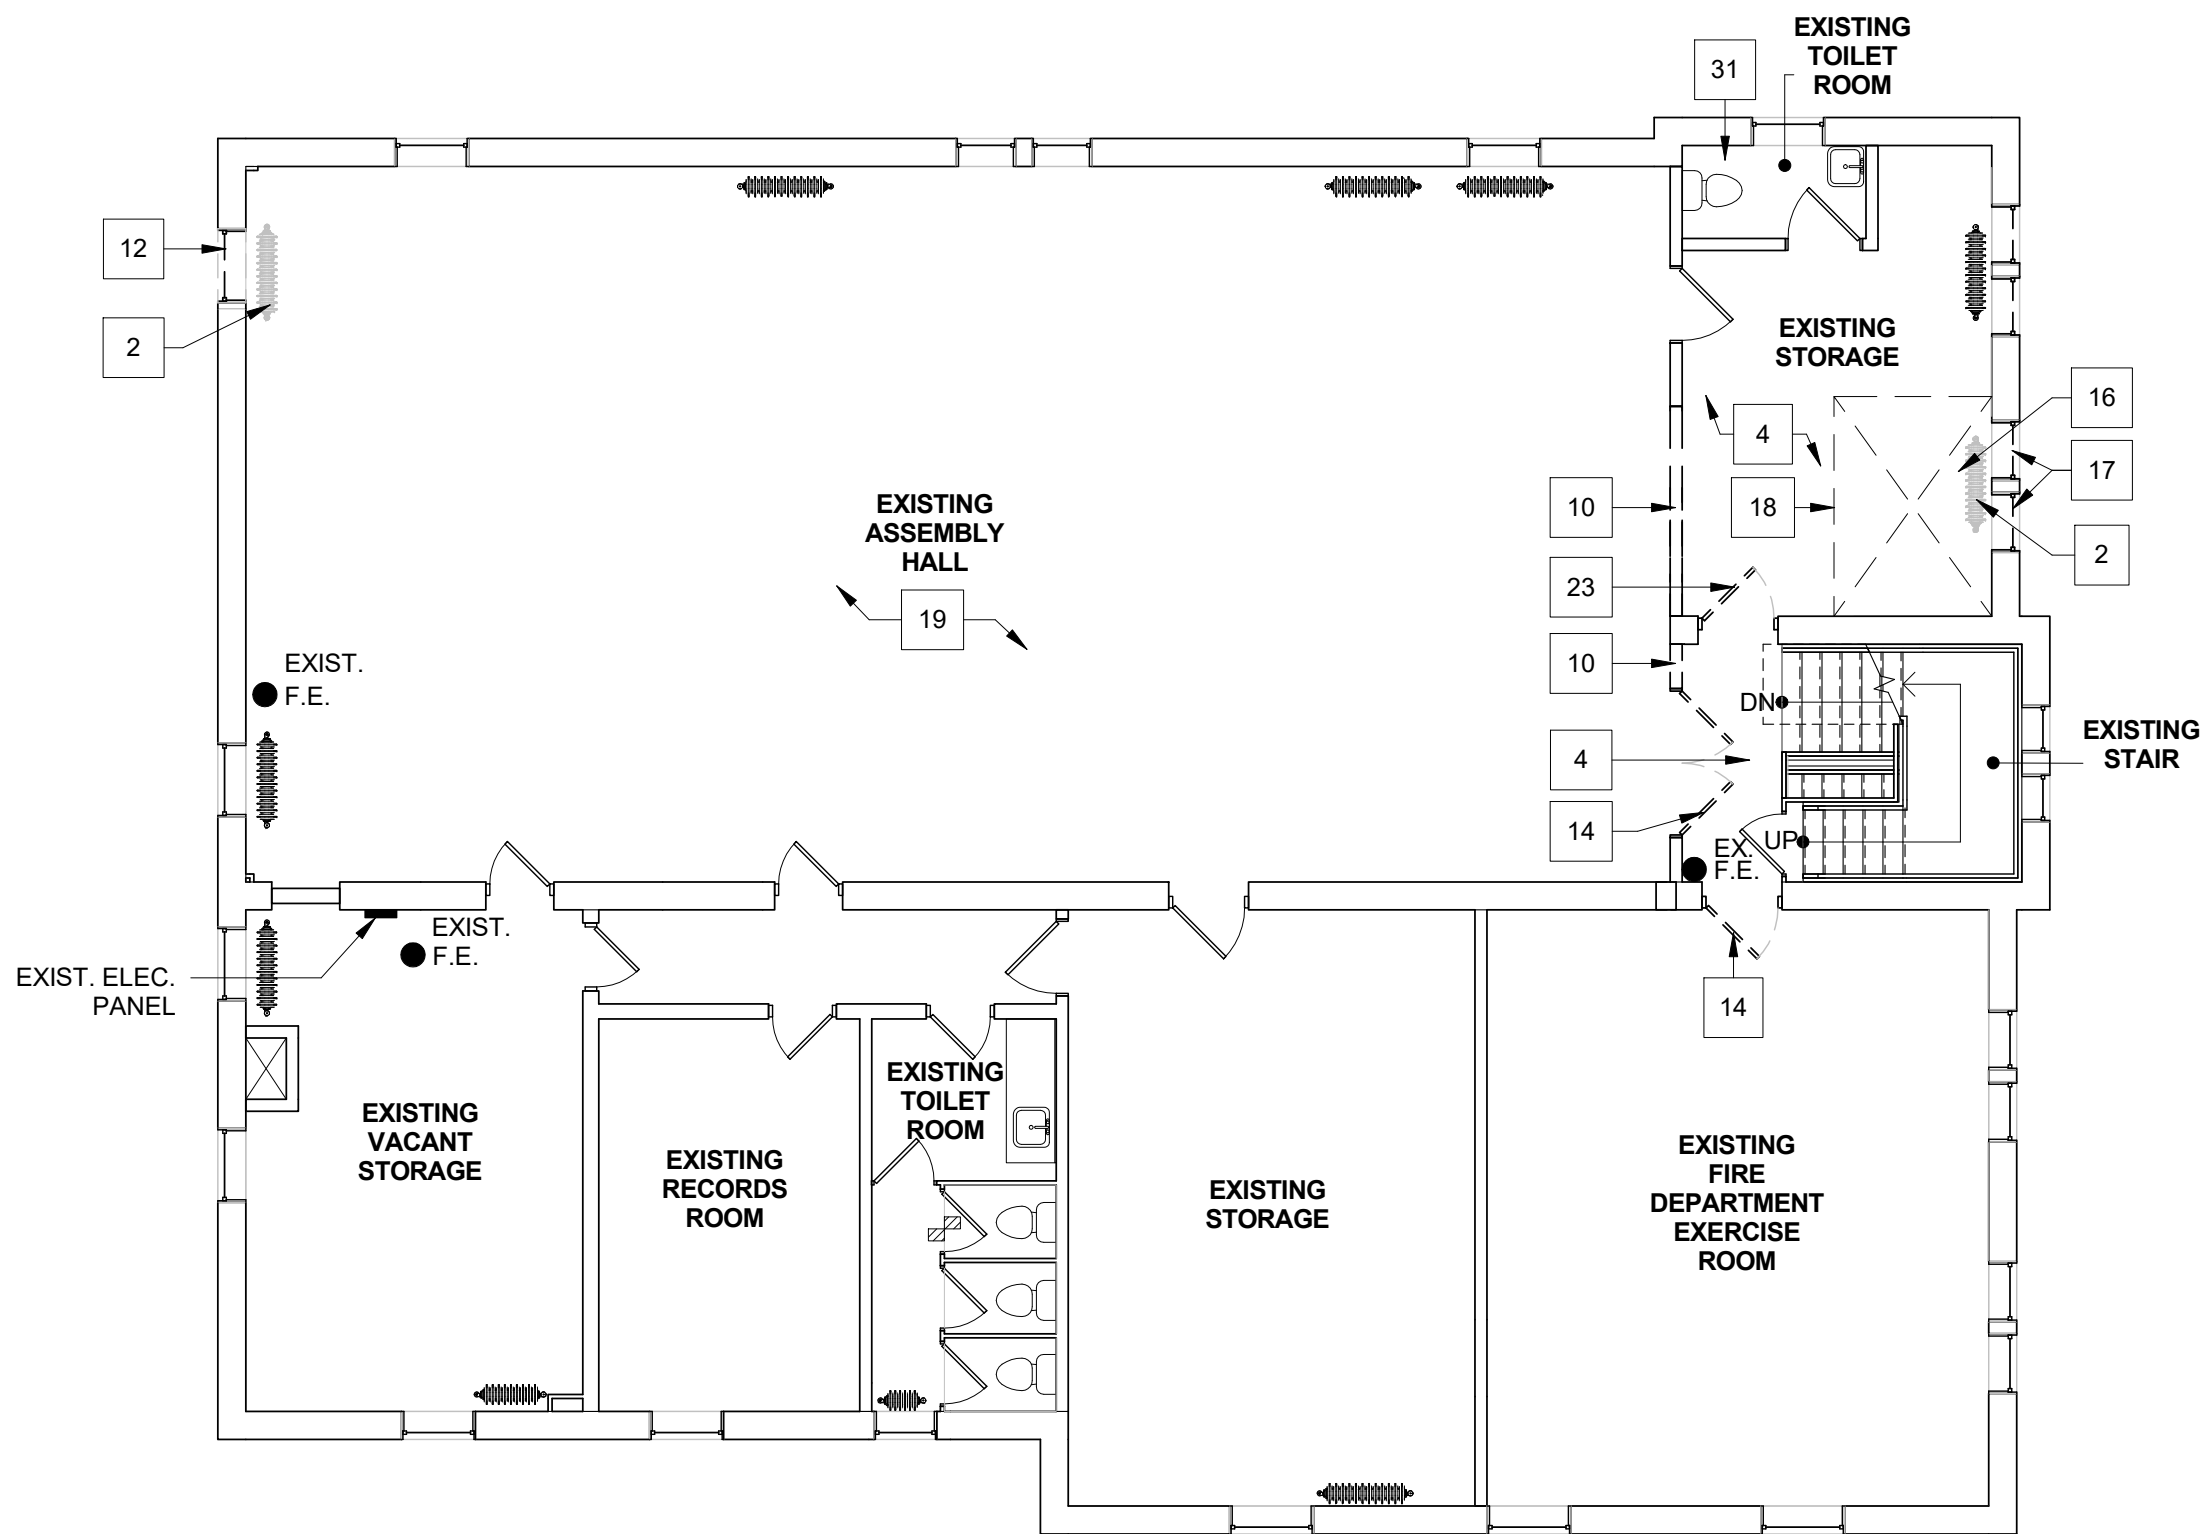 EXISTING
TOILET
ROOM
31
12
2
EXISTING
STORAGE
16
4
17
EXISTING
ASSEMBLY
HALL
10
18
2
23
19
10
EXIST.
F.E.
DN
EXISTING
STAIR
4
14
UP
EX.
F.E.
EXIST.
F.E.
EXIST. ELEC.
PANEL
14
EXISTING
VACANT
STORAGE
EXISTING
TOILET
ROOM
EXISTING
RECORDS
ROOM
EXISTING
STORAGE
EXISTING
FIRE
DEPARTMENT
EXERCISE
ROOM